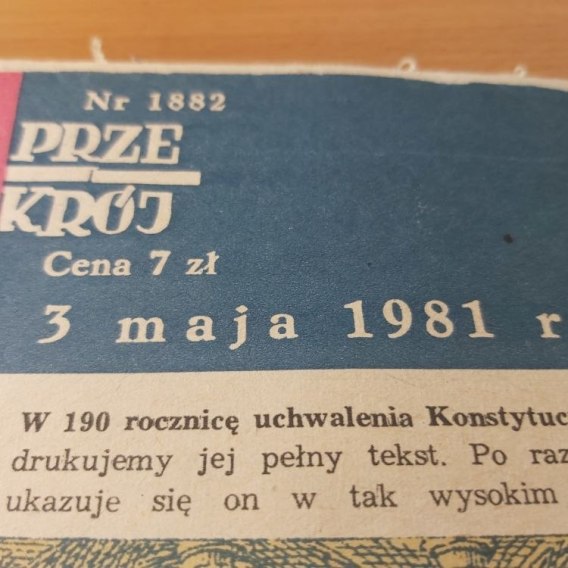 Nr 1882
PRZE
KRÓJ
Cena 7 zł
3 maja 1981 r
W 190 rocznicę uchwalenia
drukujemy jej pełny tekst. Po
ukazuje się on w tak wysokim